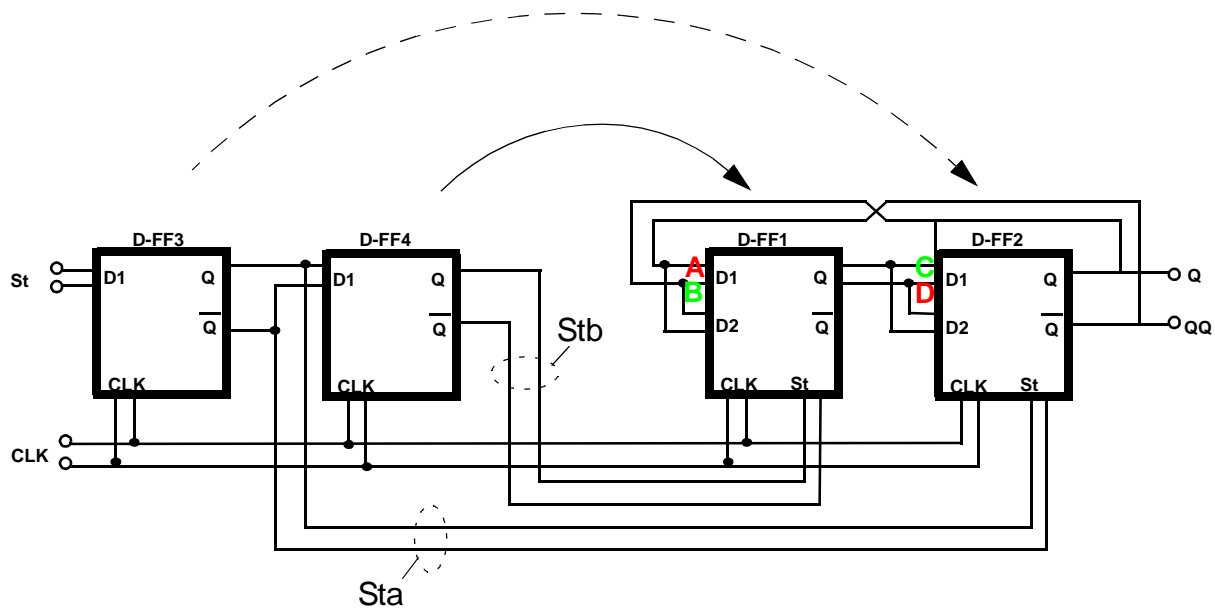 D-FF3
D-FF4
D-FF1
D-FF2
St
D1
Q
Q
CLK
D1
Q
Q
CLK
A
B
D1
D2
Q
Q
CLK
St
C
D
D1
D2
Q
Q
CLK
St
Q
QQ
Stb
CLK
Sta